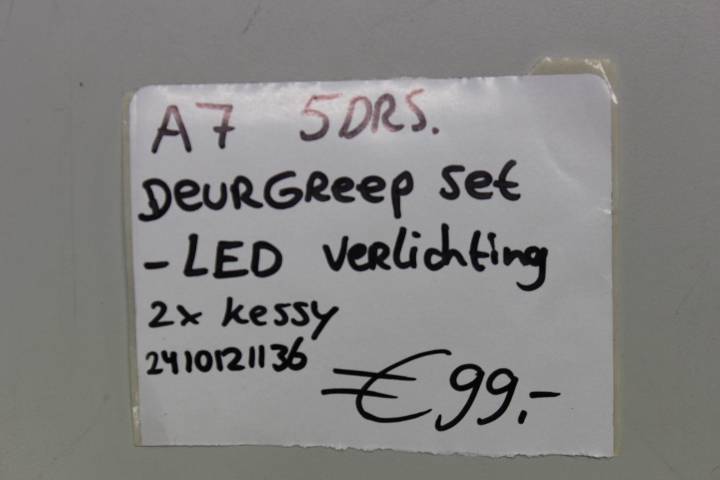 A7 5DRS.
DEURGReep set
- LED verlichting
2x kessy
2410121136
€99,-